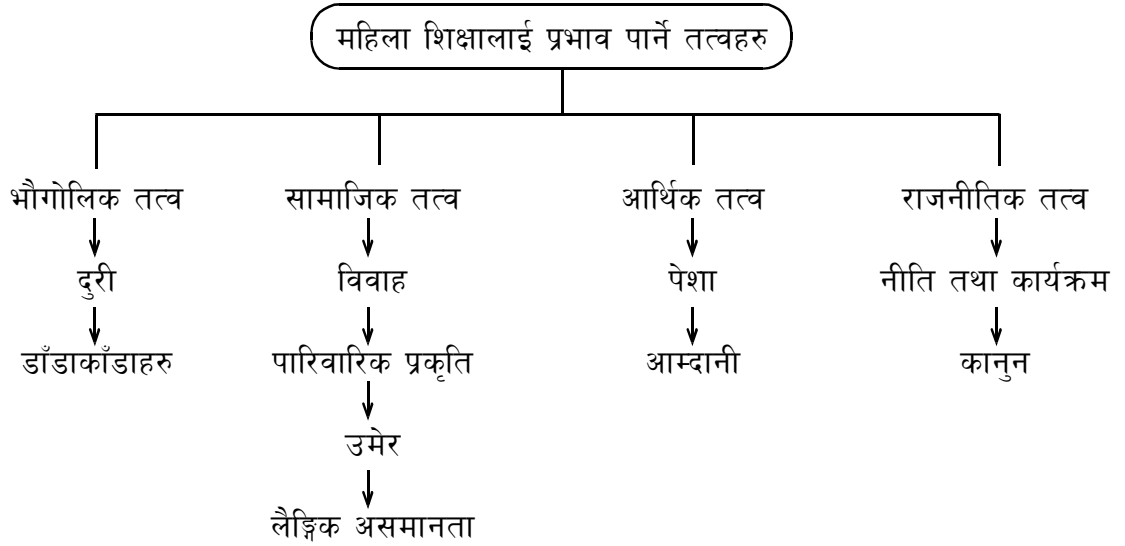 महिला शिक्षालाई प्रभाव पार्ने तत्वहरु
भौगोलिक तत्व सामाजिक तत्व आर्थिक तत्व राजनीतिक तत्व
दुरी विवाह पेशा नीति तथा कार्यक्रम
डाँडाकाँडाहरु पारिवारिक प्रकृति आम्दानी कानुन
उमेर
लैङ्गिक असमानता